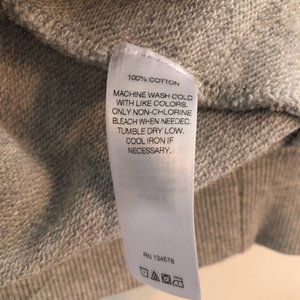 100% COTTON
MACHINE WASH COLD
WITH LIKE COLORS.
ONLY NON-CHLORINE
BLEACH WHEN NEEDED.
TUMBLE DRY LOW.
COOL IRON IF
NECESSARY.
RN 134578